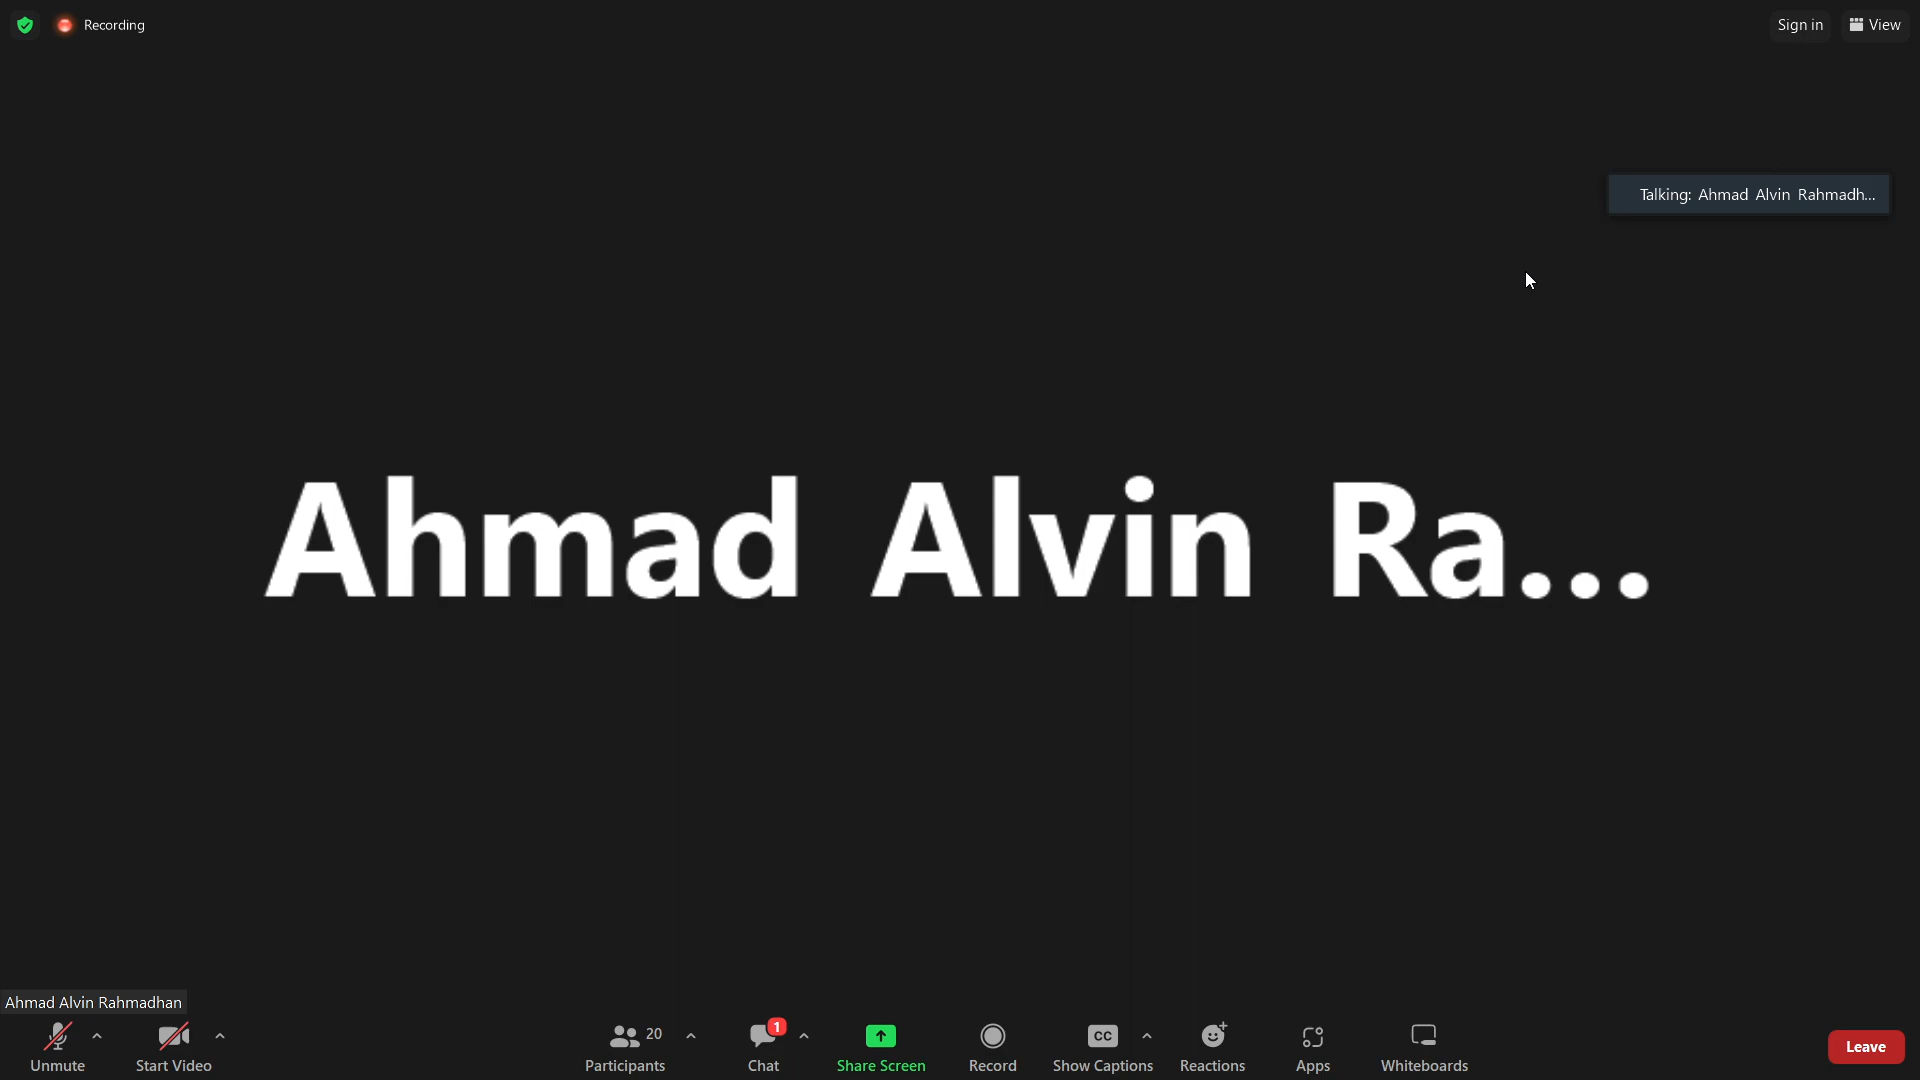 Recording
Sign in
View
Talking: Ahmad Alvin Rahmadh...
Ahmad Alvin Ra...
Ahmad Alvin Rahmadhan
Unmute
Start Video
20
Participants
1
Chat
Share Screen
Record
CC
Show Captions
Reactions
Apps
Whiteboards
Leave